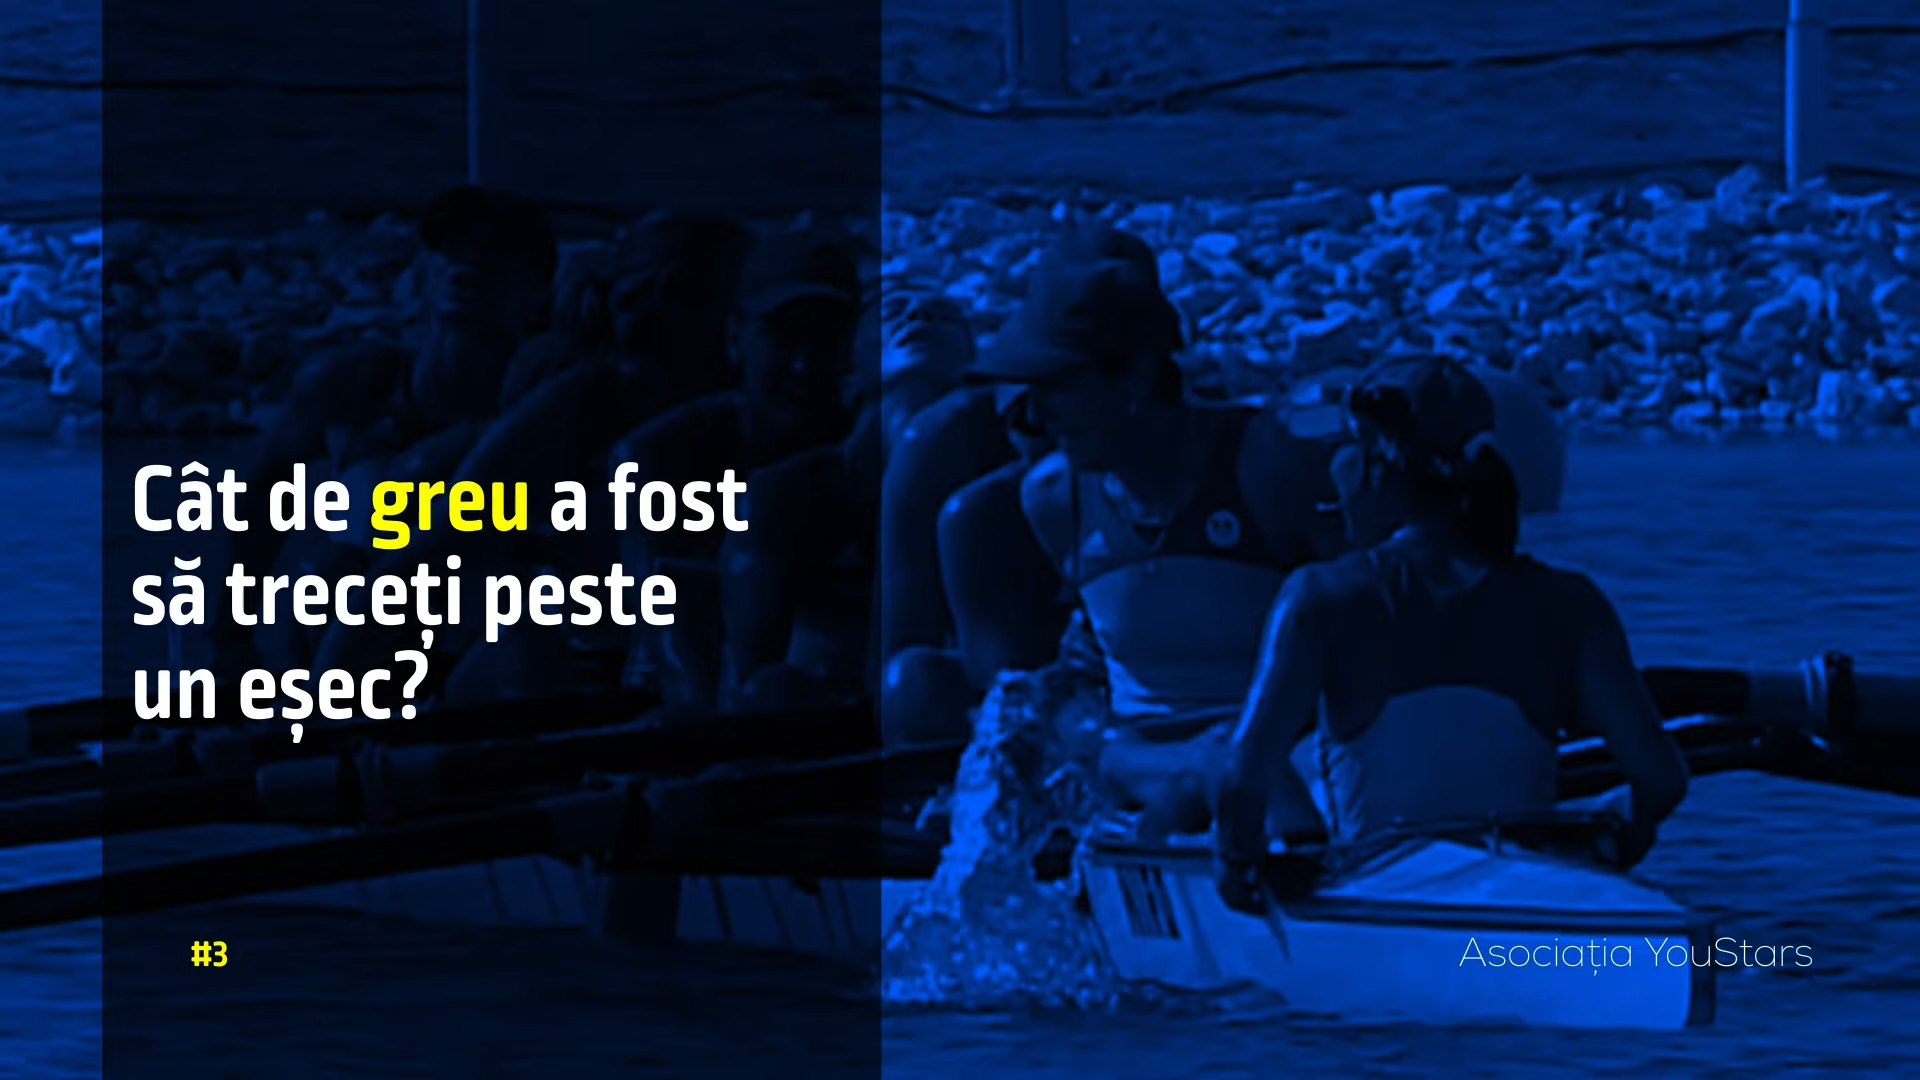 Cât de greu a fost
să treceți peste
un eșec?
#3
Asociația YouStars